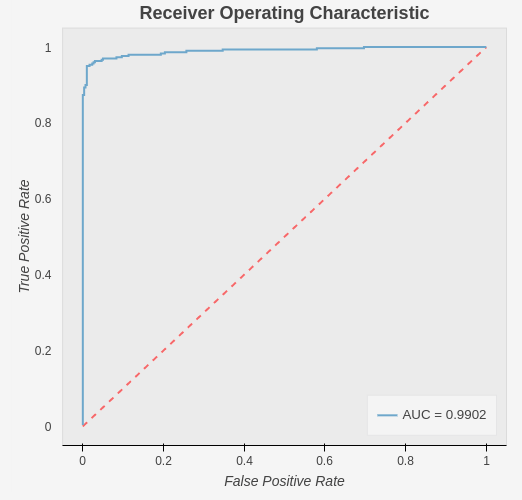 Receiver Operating Characteristic
True Positive Rate
1
0.8
0.6
0.4
0.2
0
AUC = 0.9902
0 0.2 0.4 0.6 0.8 1
False Positive Rate